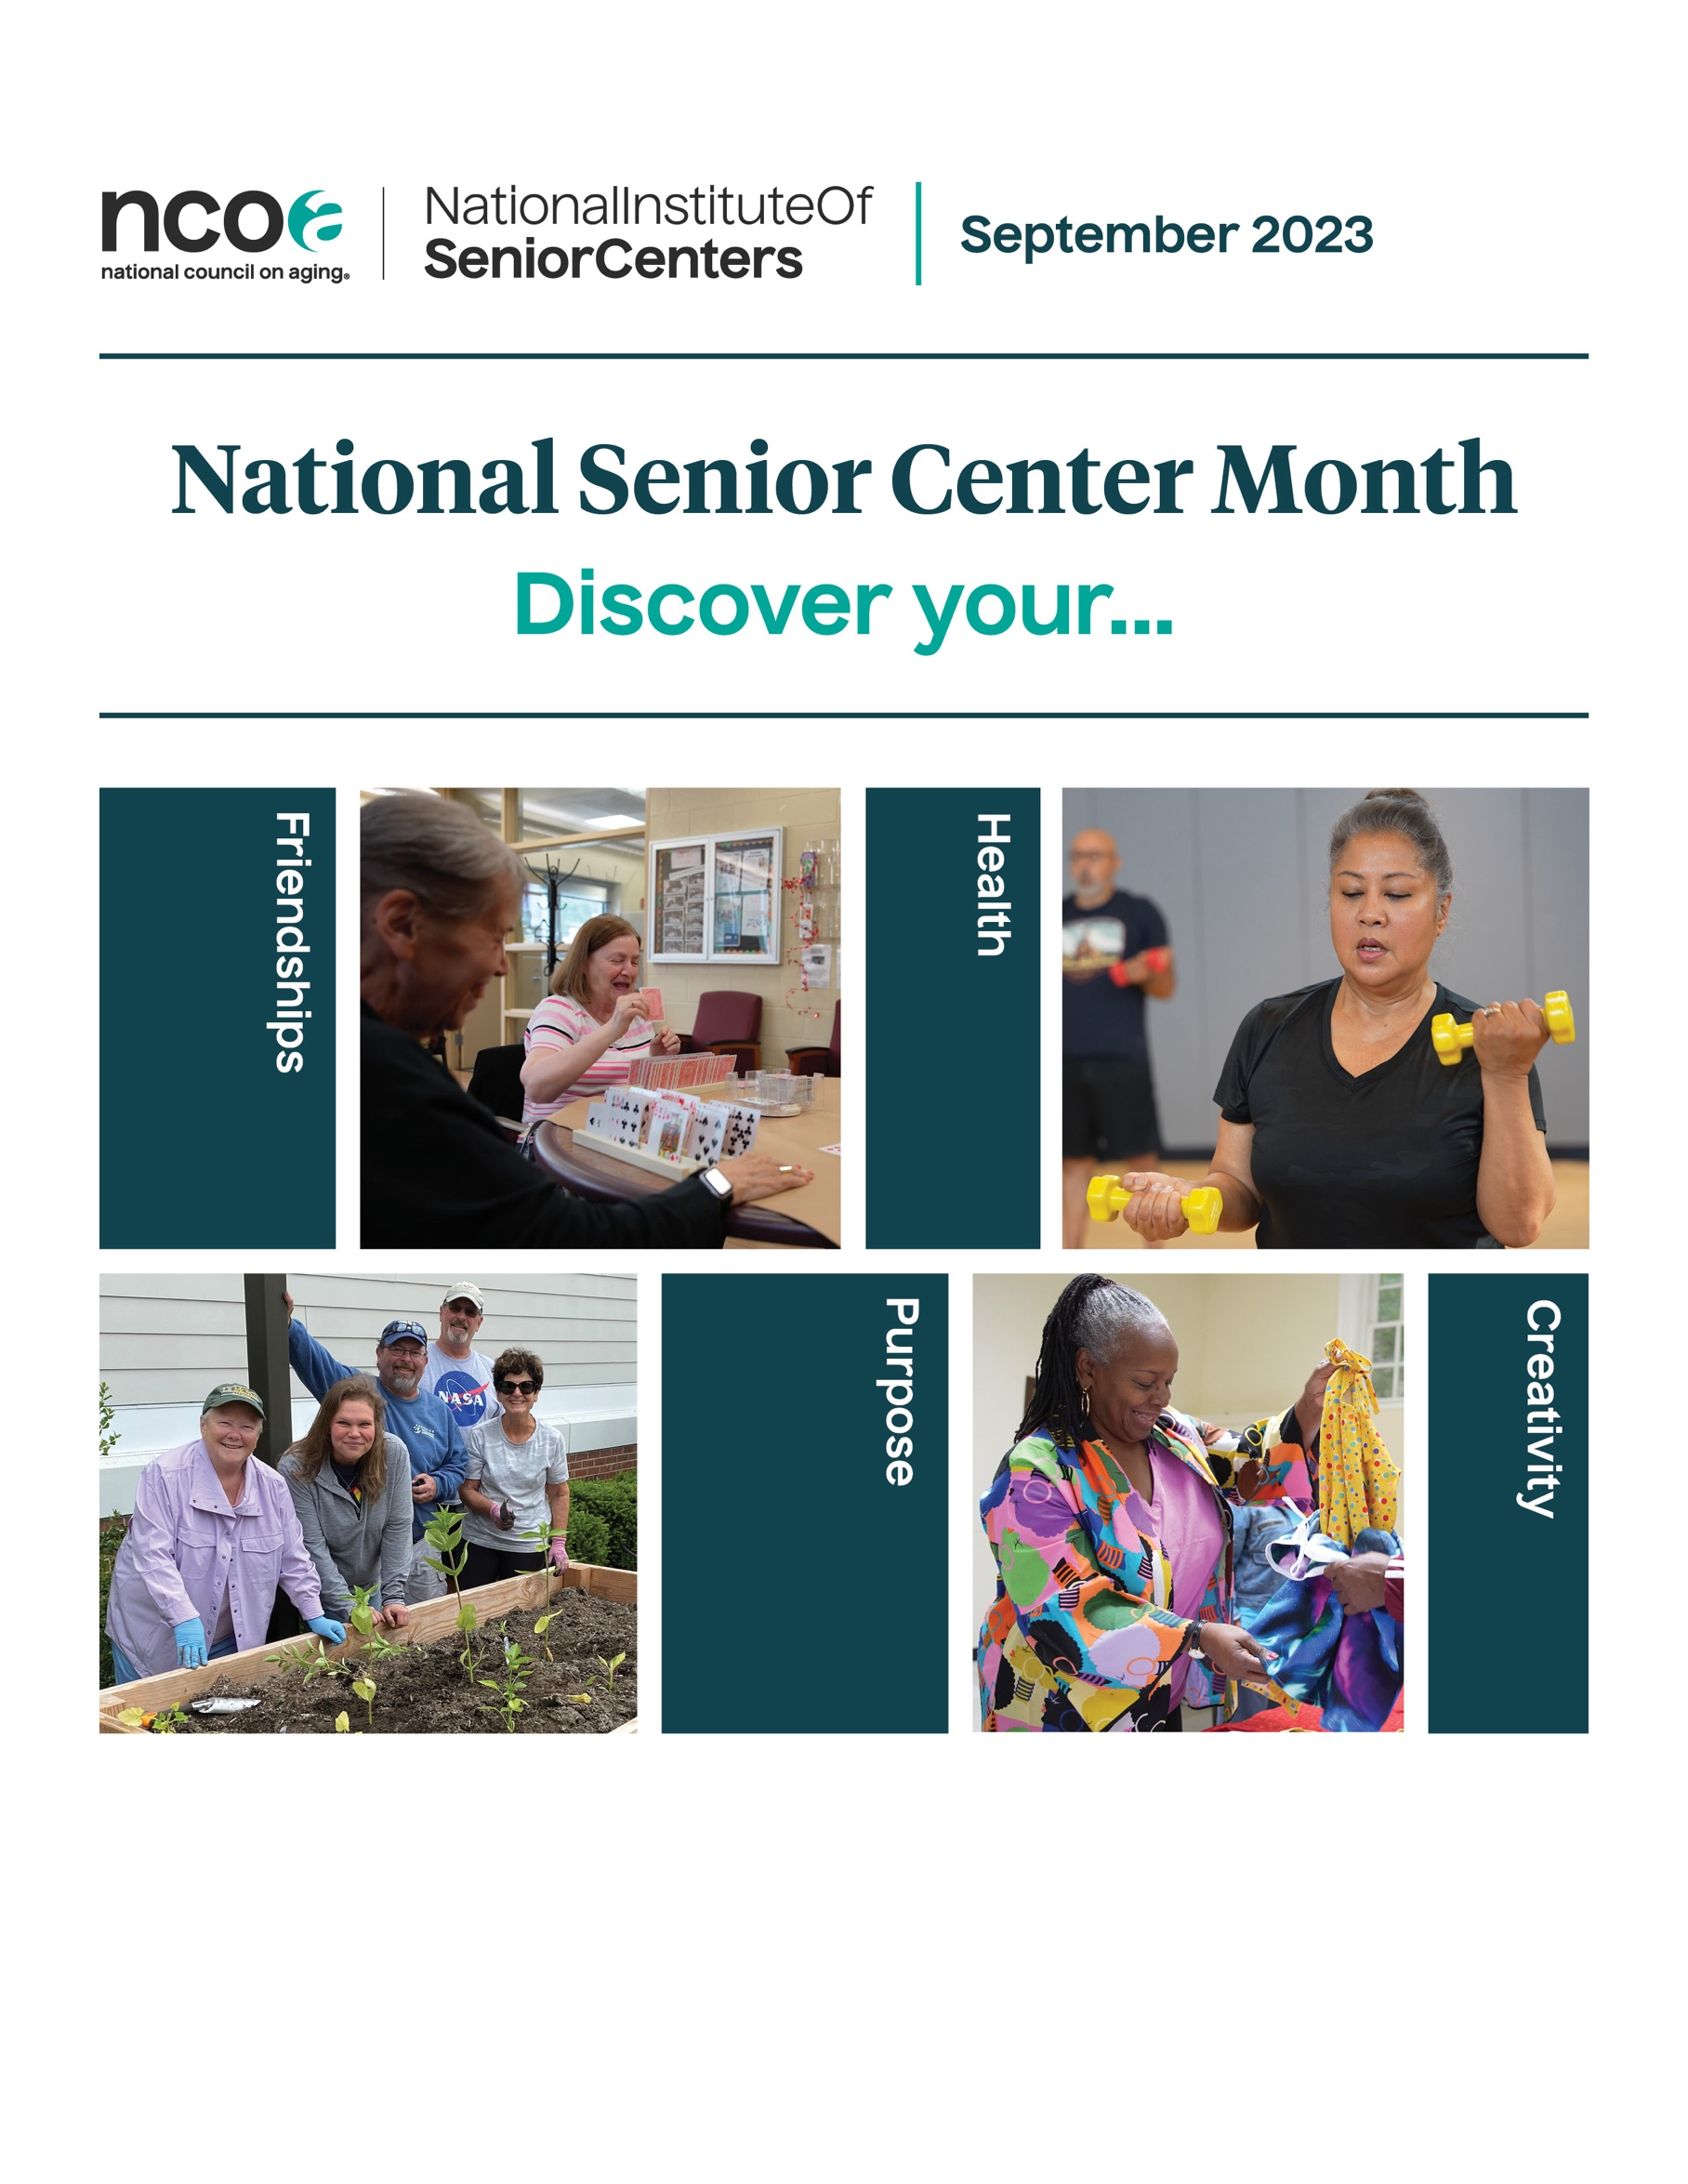 ncoa
national council on aging®
NationalInstituteOf
SeniorCenters
September 2023
National Senior Center Month
Discover your...
Friendships
Health
NASA
Purpose
Creativity